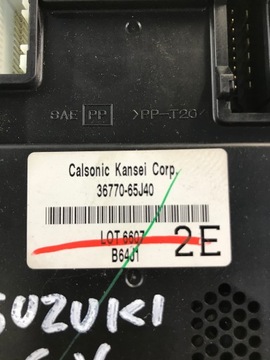 SAE PP >PP-T20<
Calsonic Kansei Corp.
36770-65J40
LOT 6607
B64J1
2E
SUZUKI